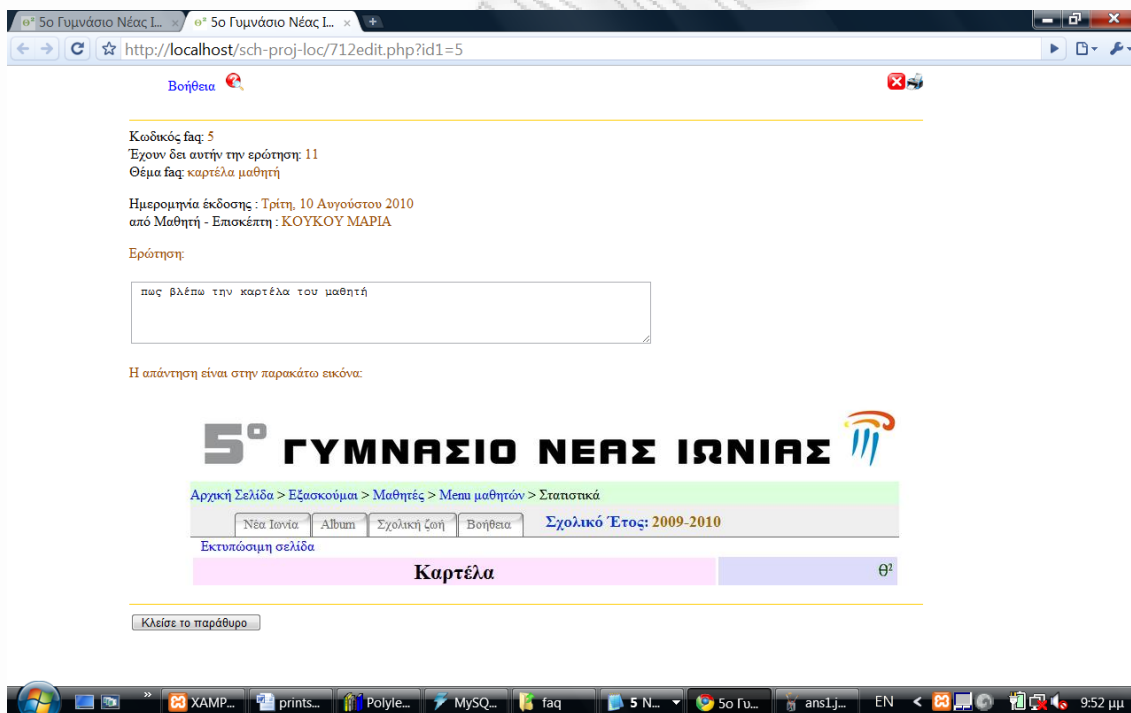 θ² 5ο Γυμνάσιο Νέας Ι... × θ² 5ο Γυμνάσιο Νέας Ι... × +
http://localhost/sch-proj-loc/712edit.php?id1=5
Βοήθεια
Κωδικός faq: 5
Έχουν δει αυτήν την ερώτηση: 11
Θέμα faq: καρτέλα μαθητή
Ημερομηνία έκδοσης : Τρίτη, 10 Αυγούστου 2010
από Μαθητή - Επισκέπτη : ΚΟΥΚΟΥ ΜΑΡΙΑ
Ερώτηση:
πως βλέπω την καρτέλα του μαθητή
Η απάντηση είναι στην παρακάτω εικόνα:
5° ΓΥΜΝΑΣΙΟ ΝΕΑΣ ΙΩΝΙΑΣ
Αρχική Σελίδα > Εξασκούμαι > Μαθητές > Menu μαθητών > Στατιστικά
Νέα Ιωνία Album Σχολική ζωή Βοήθεια Σχολικό Έτος: 2009-2010
Εκτυπώσιμη σελίδα
Καρτέλα θ²
Κλείσε το παράθυρο
» XAMP... prints... Polyle... MySQ... faq 5 N... 5ο Γυ... ans1.j... EN < 9:52 μμ